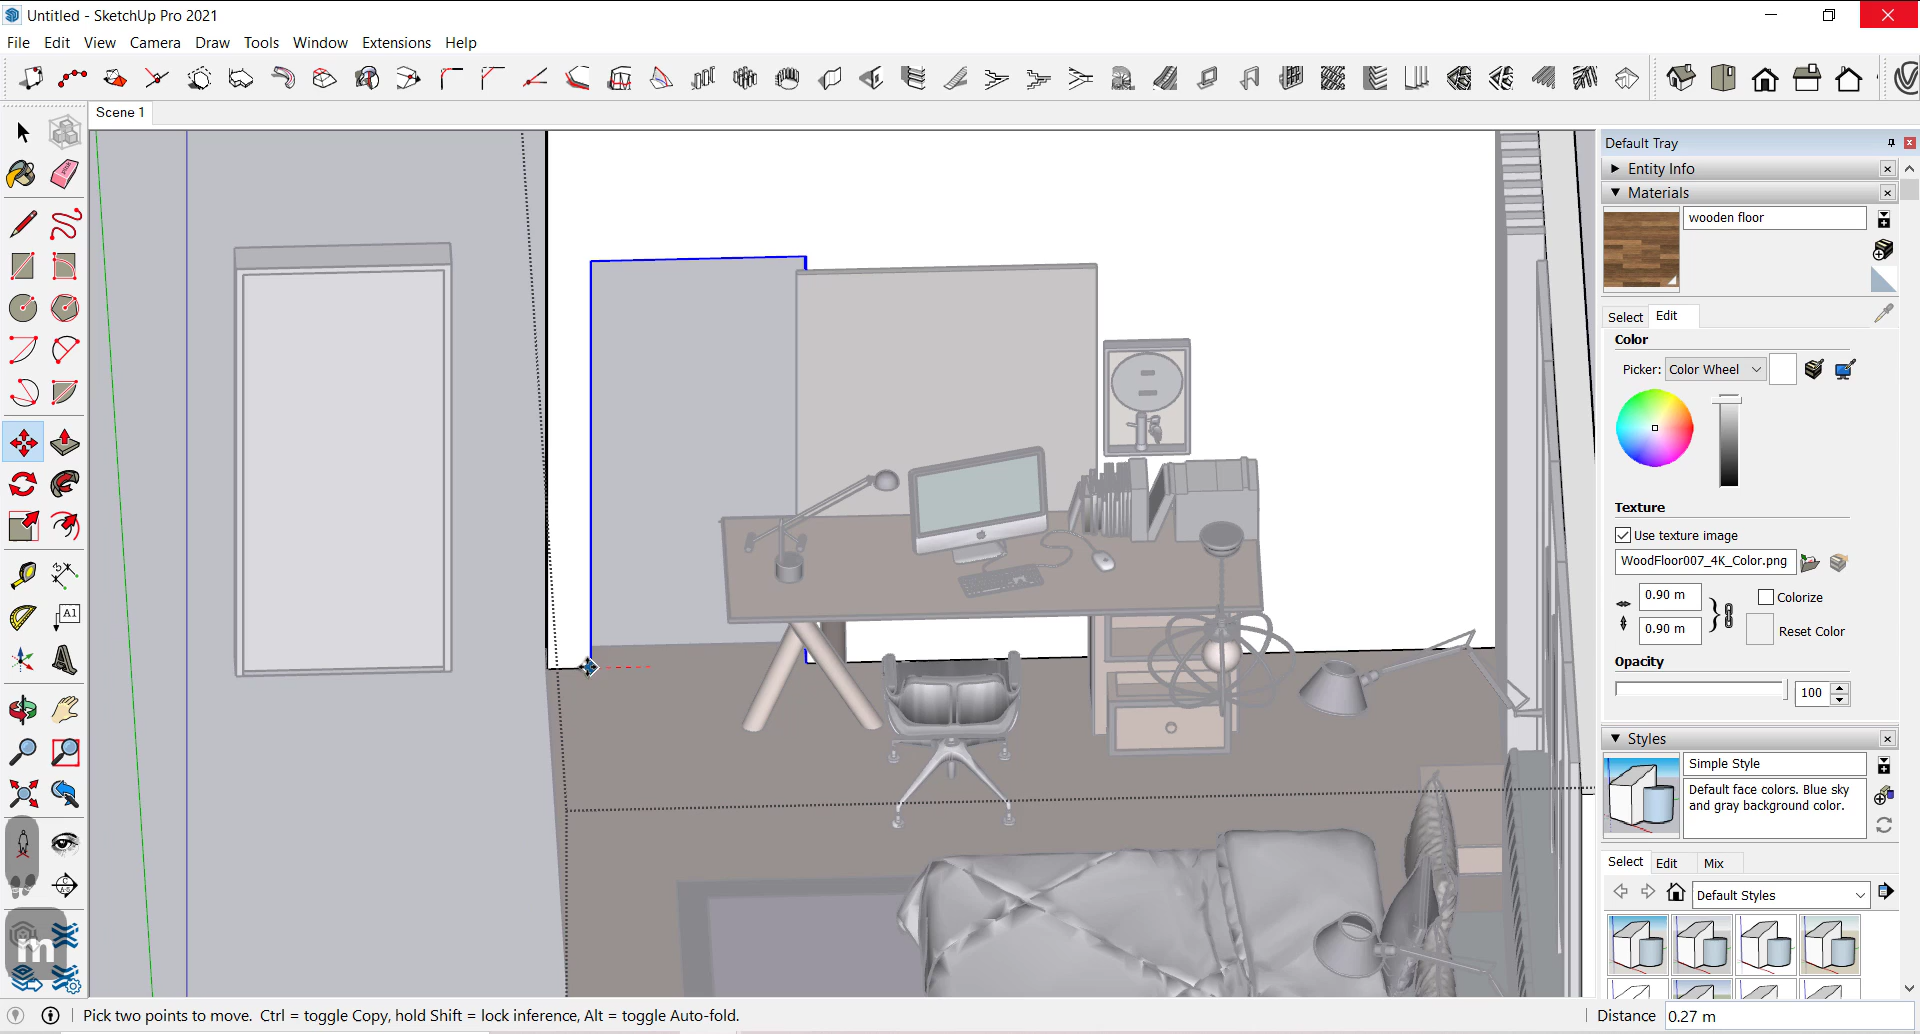 Untitled - SketchUp Pro 2021
File Edit View Camera Draw Tools Window Extensions Help
Scene 1
Default Tray
Entity Info
Materials
wooden floor
Select Edit
Color
Picker: Color Wheel
Texture
Use texture image
WoodFloor007_4K_Color.png
0.90 m
Colorize
0.90 m
Reset Color
Opacity
100
Styles
Simple Style
Default face colors. Blue sky
and gray background color.
Select Edit Mix
Default Styles
A1
m
Pick two points to move. Ctrl = toggle Copy, hold Shift = lock inference, Alt = toggle Auto-fold.
Distance 0.27 m